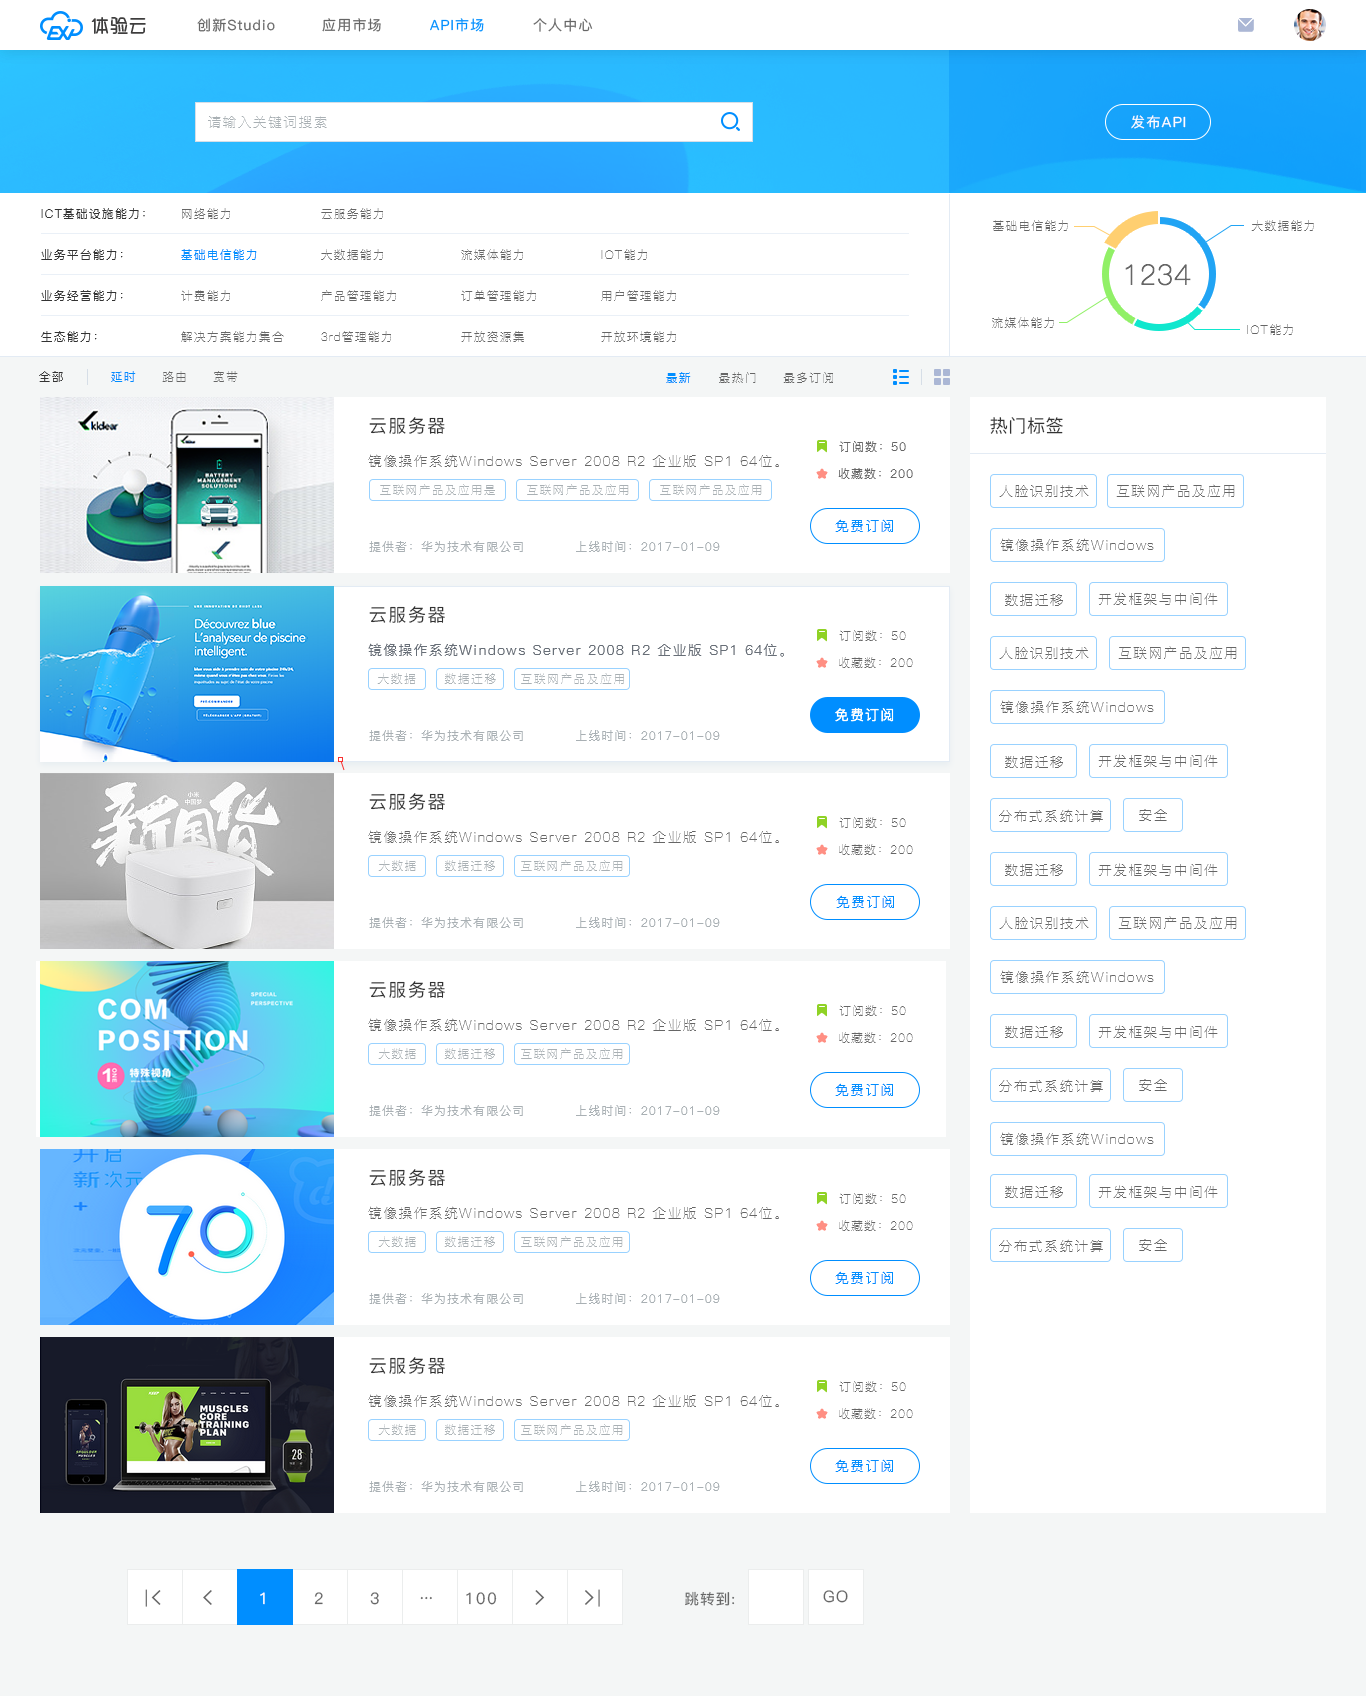 EXP 体验云 创新Studio 应用市场 API市场 个人中心
请输入关键词搜索
发布API
ICT基础设施能力： 网络能力 云服务能力
业务平台能力： 基础电信能力 大数据能力 流媒体能力 IOT能力
业务经营能力： 计费能力 产品管理能力 订单管理能力 用户管理能力
生态能力： 解决方案能力集合 3rd管理能力 开放资源集 开放环境能力
基础电信能力 大数据能力
1234
流媒体能力 IOT能力
全部 延时 路由 宽带 最新 最热门 最多订阅
kidear
BATTERY
MANAGEMENT
SOLUTIONS
云服务器
镜像操作系统Windows Server 2008 R2 企业版 SP1 64位。
互联网产品及应用是 互联网产品及应用 互联网产品及应用
提供者：华为技术有限公司 上线时间：2017-01-09
订阅数：50
收藏数：200
免费订阅
Découvrez blue
L'analyseur de piscine
intelligent.
云服务器
镜像操作系统Windows Server 2008 R2 企业版 SP1 64位。
大数据 数据迁移 互联网产品及应用
提供者：华为技术有限公司 上线时间：2017-01-09
订阅数：50
收藏数：200
免费订阅
小米
中国梦
新国货
云服务器
镜像操作系统Windows Server 2008 R2 企业版 SP1 64位。
大数据 数据迁移 互联网产品及应用
提供者：华为技术有限公司 上线时间：2017-01-09
订阅数：50
收藏数：200
免费订阅
COM
POSITION
SPECIAL
PERSPECTIVE
1 ONE 特殊视角
云服务器
镜像操作系统Windows Server 2008 R2 企业版 SP1 64位。
大数据 数据迁移 互联网产品及应用
提供者：华为技术有限公司 上线时间：2017-01-09
订阅数：50
收藏数：200
免费订阅
开启
新次元
+
70
云服务器
镜像操作系统Windows Server 2008 R2 企业版 SP1 64位。
大数据 数据迁移 互联网产品及应用
提供者：华为技术有限公司 上线时间：2017-01-09
订阅数：50
收藏数：200
免费订阅
MUSCLES
CORE
TRAINING
PLAN
28
云服务器
镜像操作系统Windows Server 2008 R2 企业版 SP1 64位。
大数据 数据迁移 互联网产品及应用
提供者：华为技术有限公司 上线时间：2017-01-09
订阅数：50
收藏数：200
免费订阅
热门标签
人脸识别技术 互联网产品及应用
镜像操作系统Windows
数据迁移 开发框架与中间件
人脸识别技术 互联网产品及应用
镜像操作系统Windows
数据迁移 开发框架与中间件
分布式系统计算 安全
数据迁移 开发框架与中间件
人脸识别技术 互联网产品及应用
镜像操作系统Windows
数据迁移 开发框架与中间件
分布式系统计算 安全
镜像操作系统Windows
数据迁移 开发框架与中间件
分布式系统计算 安全
1 2 3 ··· 100 跳转到: GO